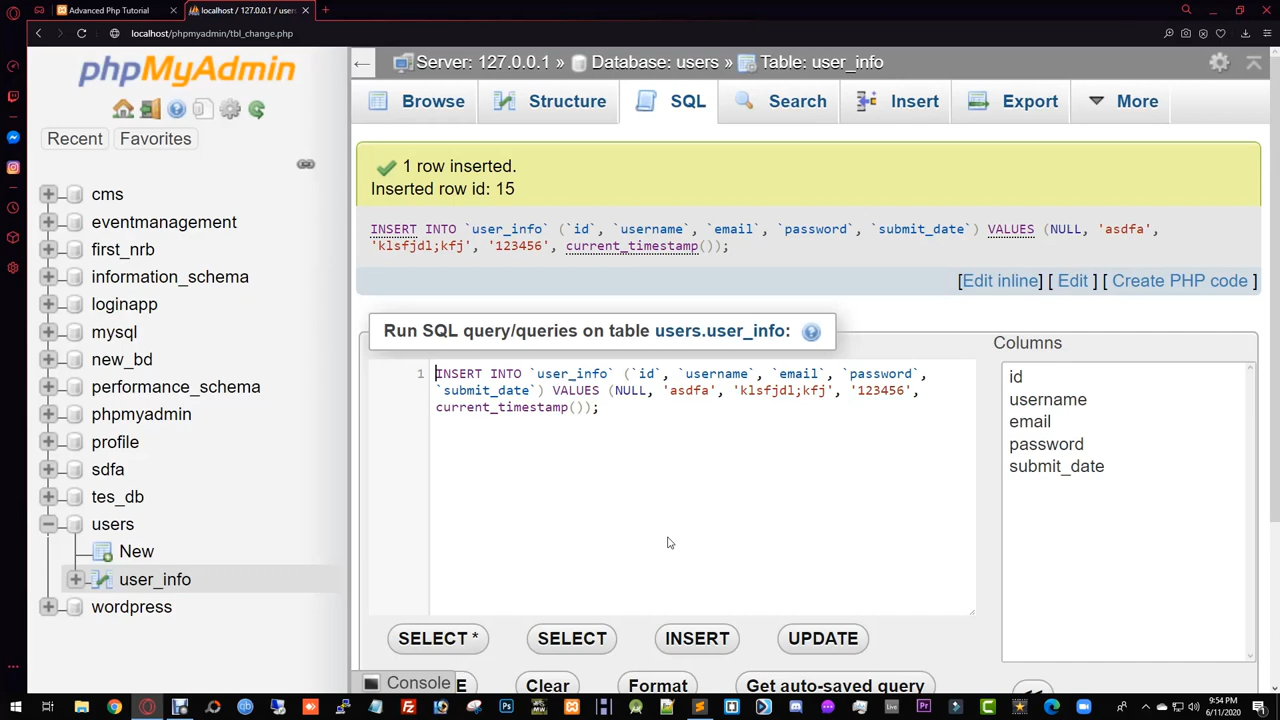 Advanced Php Tutorial
localhost / 127.0.0.1 / users
localhost/phpmyadmin/tbl_change.php
phpMyAdmin
Recent
Favorites
cms
eventmanagement
first_nrb
information_schema
loginapp
mysql
new_bd
performance_schema
phpmyadmin
profile
sdfa
tes_db
users
New
user_info
wordpress
Server: 127.0.0.1 » Database: users » Table: user_info
Browse
Structure
SQL
Search
Insert
Export
More
1 row inserted.
Inserted row id: 15
INSERT INTO `user_info` (`id`, `username`, `email`, `password`, `submit_date`) VALUES (NULL, 'asdfa',
'klsfjdl;kfj', '123456', current_timestamp());
[Edit inline] [ Edit ] [ Create PHP code ]
Run SQL query/queries on table users.user_info:
1 INSERT INTO `user_info` (`id`, `username`, `email`, `password`,
`submit_date`) VALUES (NULL, 'asdfa', 'klsfjdl;kfj', '123456',
current_timestamp());
Columns
id
username
email
password
submit_date
SELECT *
SELECT
INSERT
UPDATE
Console
E
Clear
Format
Get auto-saved query
<<
9:54 PM
6/11/2020